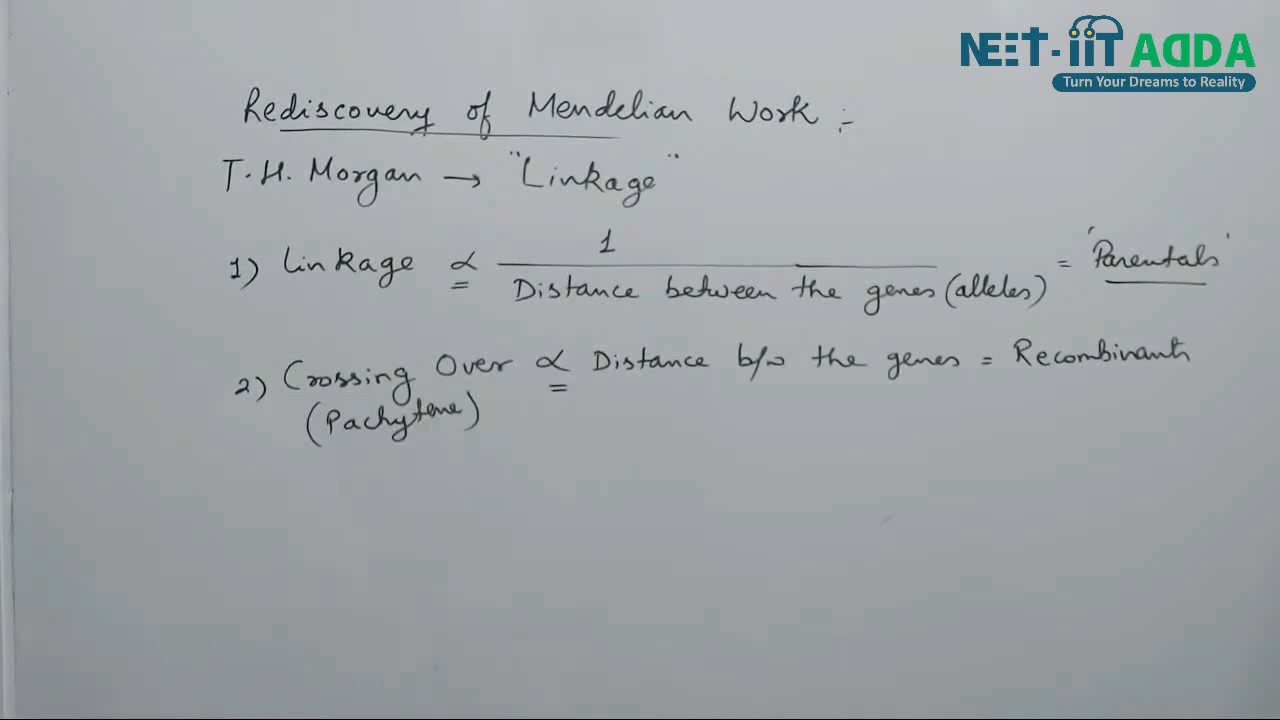 NEET-iiT ADDA
Turn Your Dreams to Reality
Rediscovery of Mendelian Work :-
T.H. Morgan → "Linkage"
1) Linkage ∝ 1 / Distance between the genes (alleles) = 'Parentals'
2) Crossing Over ∝ Distance b/w the genes = Recombinants
(Pachytene)